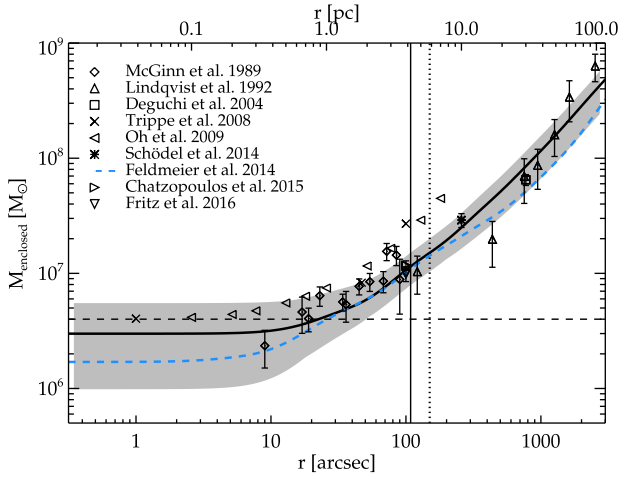 r [pc]
0.1 1.0 10.0 100.0
10⁹
10⁸
10⁷
10⁶
M_enclosed [M_⊙]
McGinn et al. 1989
Lindqvist et al. 1992
Deguchi et al. 2004
Trippe et al. 2008
Oh et al. 2009
Schödel et al. 2014
Feldmeier et al. 2014
Chatzopoulos et al. 2015
Fritz et al. 2016
1 10 100 1000
r [arcsec]